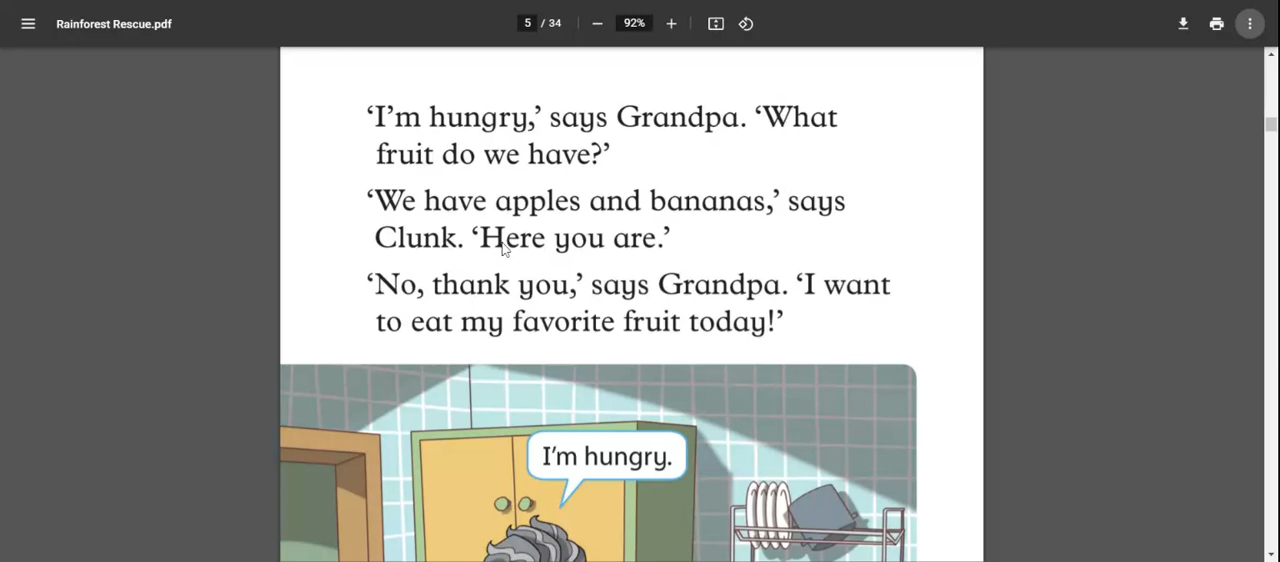 Rainforest Rescue.pdf
5 / 34
92%
‘I’m hungry,’ says Grandpa. ‘What
fruit do we have?’
‘We have apples and bananas,’ says
Clunk. ‘Here you are.’
‘No, thank you,’ says Grandpa. ‘I want
to eat my favorite fruit today!’
I’m hungry.